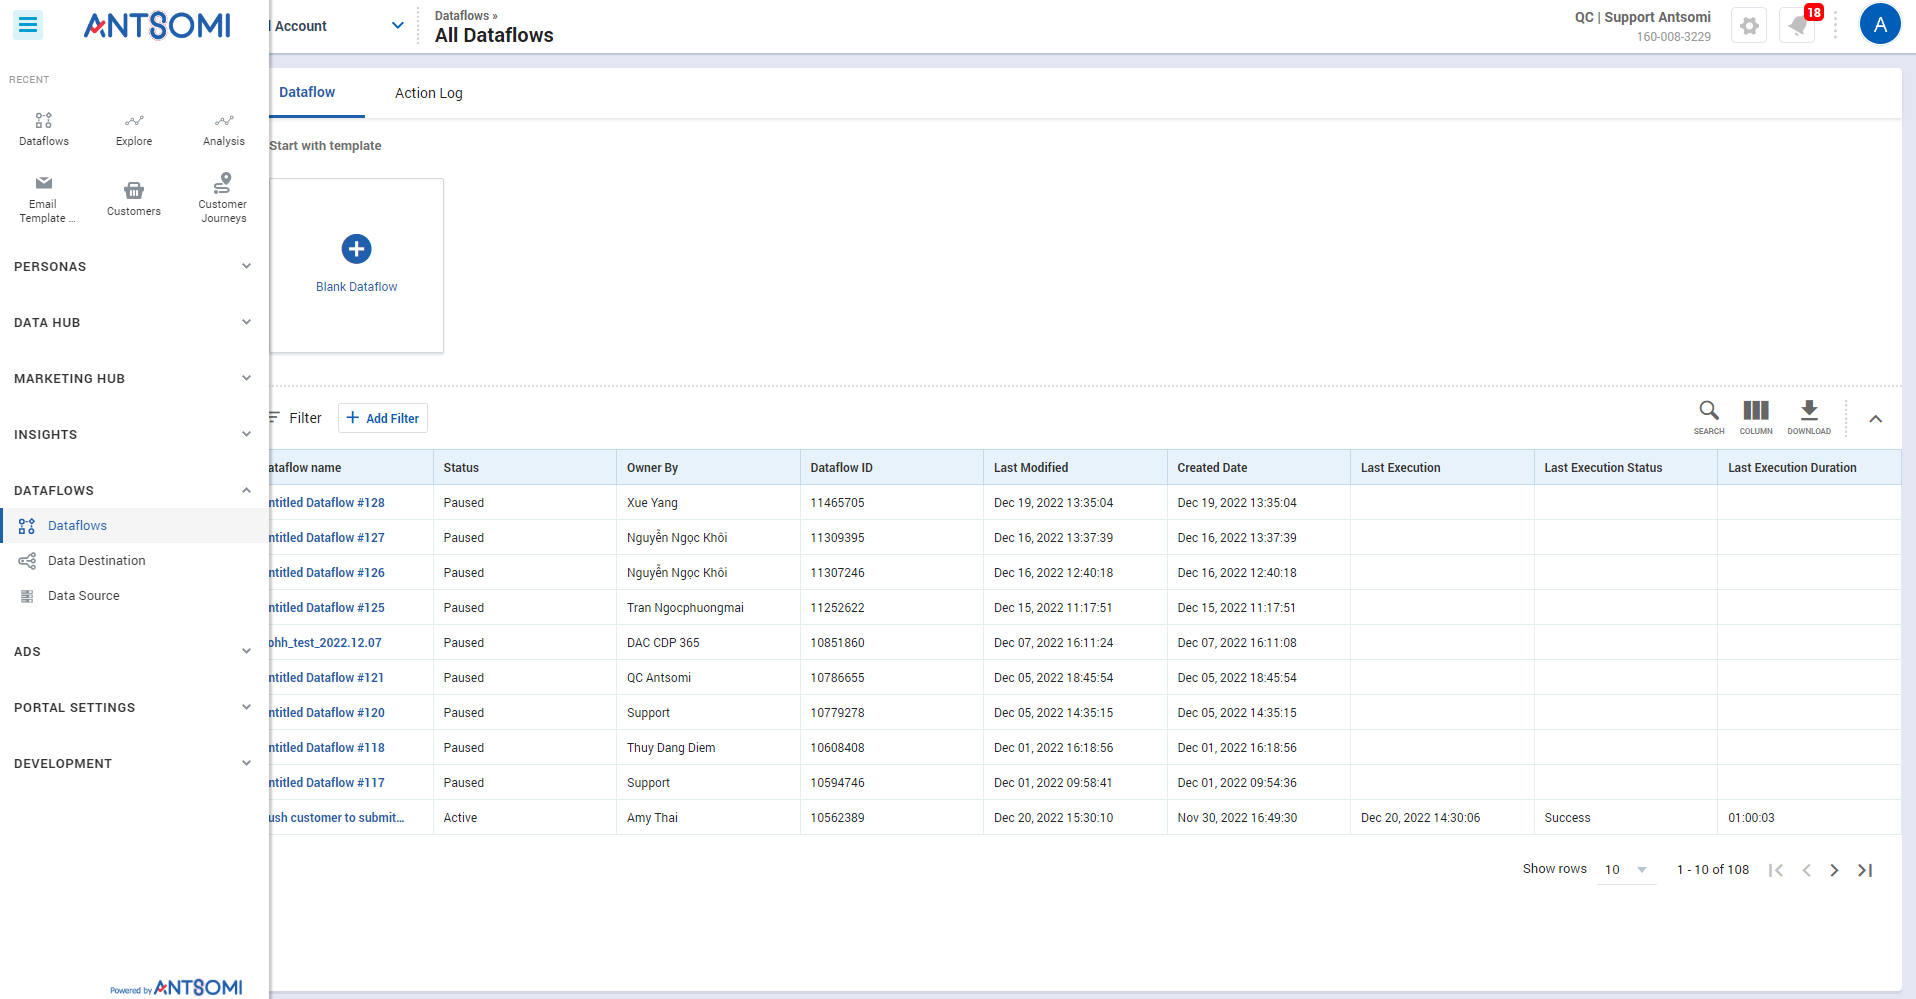 ANTSOMI
Account
Dataflows »
All Dataflows
QC | Support Antsomi
160-008-3229
18
A
RECENT
Dataflows
Explore
Analysis
Email
Template ...
Customers
Customer
Journeys
PERSONAS
DATA HUB
MARKETING HUB
INSIGHTS
DATAFLOWS
Dataflows
Data Destination
Data Source
ADS
PORTAL SETTINGS
DEVELOPMENT
Powered by ANTSOMI
Dataflow
Action Log
Start with template
Blank Dataflow
Filter
Add Filter
SEARCH
COLUMN
DOWNLOAD
ataflow name Status Owner By Dataflow ID Last Modified Created Date Last Execution Last Execution Status Last Execution Duration
ntitled Dataflow #128 Paused Xue Yang 11465705 Dec 19, 2022 13:35:04 Dec 19, 2022 13:35:04
ntitled Dataflow #127 Paused Nguyễn Ngọc Khôi 11309395 Dec 16, 2022 13:37:39 Dec 16, 2022 13:37:39
ntitled Dataflow #126 Paused Nguyễn Ngọc Khôi 11307246 Dec 16, 2022 12:40:18 Dec 16, 2022 12:40:18
ntitled Dataflow #125 Paused Tran Ngocphuongmai 11252622 Dec 15, 2022 11:17:51 Dec 15, 2022 11:17:51
ohh_test_2022.12.07 Paused DAC CDP 365 10851860 Dec 07, 2022 16:11:24 Dec 07, 2022 16:11:08
ntitled Dataflow #121 Paused QC Antsomi 10786655 Dec 05, 2022 18:45:54 Dec 05, 2022 18:45:54
ntitled Dataflow #120 Paused Support 10779278 Dec 05, 2022 14:35:15 Dec 05, 2022 14:35:15
ntitled Dataflow #118 Paused Thuy Dang Diem 10608408 Dec 01, 2022 16:18:56 Dec 01, 2022 16:18:56
ntitled Dataflow #117 Paused Support 10594746 Dec 01, 2022 09:58:41 Dec 01, 2022 09:54:36
ush customer to submit... Active Amy Thai 10562389 Dec 20, 2022 15:30:10 Nov 30, 2022 16:49:30 Dec 20, 2022 14:30:06 Success 01:00:03
Show rows 10 1 - 10 of 108